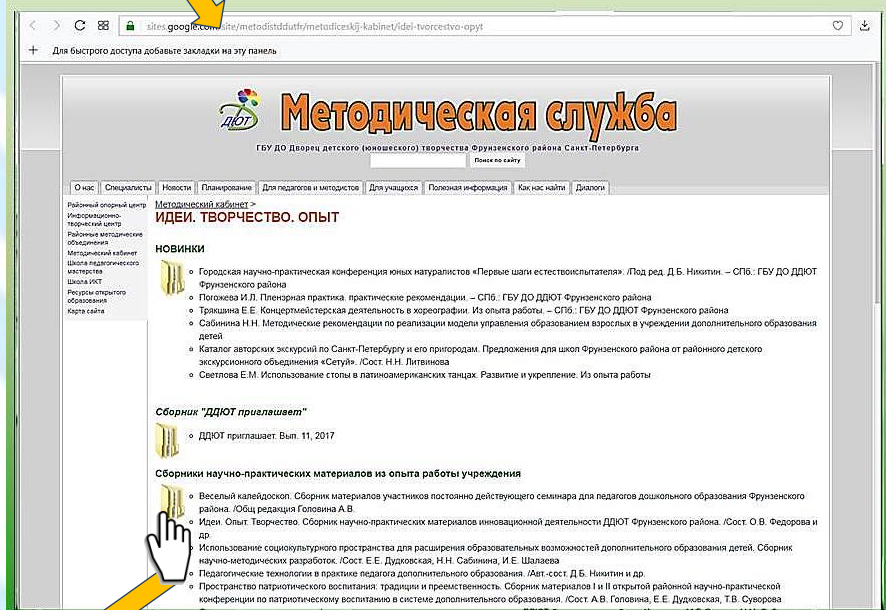 sites.google.com/site/metodistddutfr/metodiceskij-kabinet/idei-tvorcestvo-opyt
Для быстрого доступа добавьте закладки на эту панель
ДЮТ
Методическая служба
ГБУ ДО Дворец детского (юношеского) творчества Фрунзенского района Санкт-Петербурга
Поиск по сайту
О нас Специалисты Новости Планирование Для педагогов и методистов Для учащихся Полезная информация Как нас найти Диалоги
Районный опорный центр
Информационно-
творческий центр
Районные методические
объединения
Методический кабинет
Школа педагогического
мастерства
Школа ИКТ
Ресурсы открытого
образования
Карта сайта
Методический кабинет >
ИДЕИ. ТВОРЧЕСТВО. ОПЫТ
НОВИНКИ
Городская научно-практическая конференция юных натуралистов «Первые шаги естествоиспытателя». /Под ред. Д.Б. Никитин. – СПб.: ГБУ ДО ДДЮТ
Фрунзенского района
Погожева И.Л. Пленэрная практика. практические рекомендации. – СПб.: ГБУ ДО ДДЮТ Фрунзенского района
Трякшина Е.Е. Концертмейстерская деятельность в хореографии. Из опыта работы. – СПб.: ГБУ ДО ДДЮТ Фрунзенского района
Сабинина Н.Н. Методические рекомендации по реализации модели управления образованием взрослых в учреждении дополнительного образования
детей
Каталог авторских экскурсий по Санкт-Петербургу и его пригородам. Предложения для школ Фрунзенского района от районного детского
экскурсионного объединения «Сетуй». /Сост. Н.Н. Литвинова
Светлова Е.М. Использование стопы в латиноамериканских танцах. Развитие и укрепление. Из опыта работы
Сборник "ДДЮТ приглашает"
ДДЮТ приглашает. Вып. 11, 2017
Сборники научно-практических материалов из опыта работы учреждения
Веселый калейдоскоп. Сборник материалов участников постоянно действующего семинара для педагогов дошкольного образования Фрунзенского
района. /Общ редакция Головина А.В.
Идеи. Опыт. Творчество. Сборник научно-практических материалов инновационной деятельности ДДЮТ Фрунзенского района. /Сост. О.В. Федорова и
др.
Использование социокультурного пространства для расширения образовательных возможностей дополнительного образования детей. Сборник
научно-методических разработок. /Сост. Е.Е. Дудковская, Н.Н. Сабинина, И.Е. Шалаева
Педагогические технологии в практике педагога дополнительного образования. /Авт.-сост. Д.Б. Никитин и др.
Пространство патриотического воспитания: традиции и преемственность. Сборник материалов I и II открытой районной научно-практической
конференции по патриотическому воспитанию в системе дополнительного образования. /Сост. А.В. Головина, Е.Е. Дудковская, Т.В. Суворова